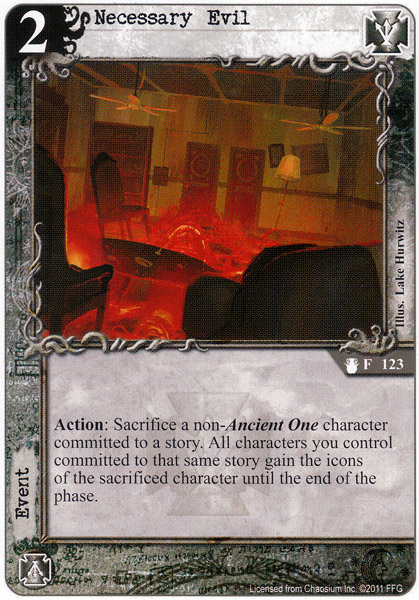 2
Necessary Evil
Illus. Lake Hurwitz
F 123
Action: Sacrifice a non-Ancient One character
committed to a story. All characters you control
committed to that same story gain the icons
of the sacrificed character until the end of the
phase.
Event
Licensed from Chaosium Inc. ©2011 FFG